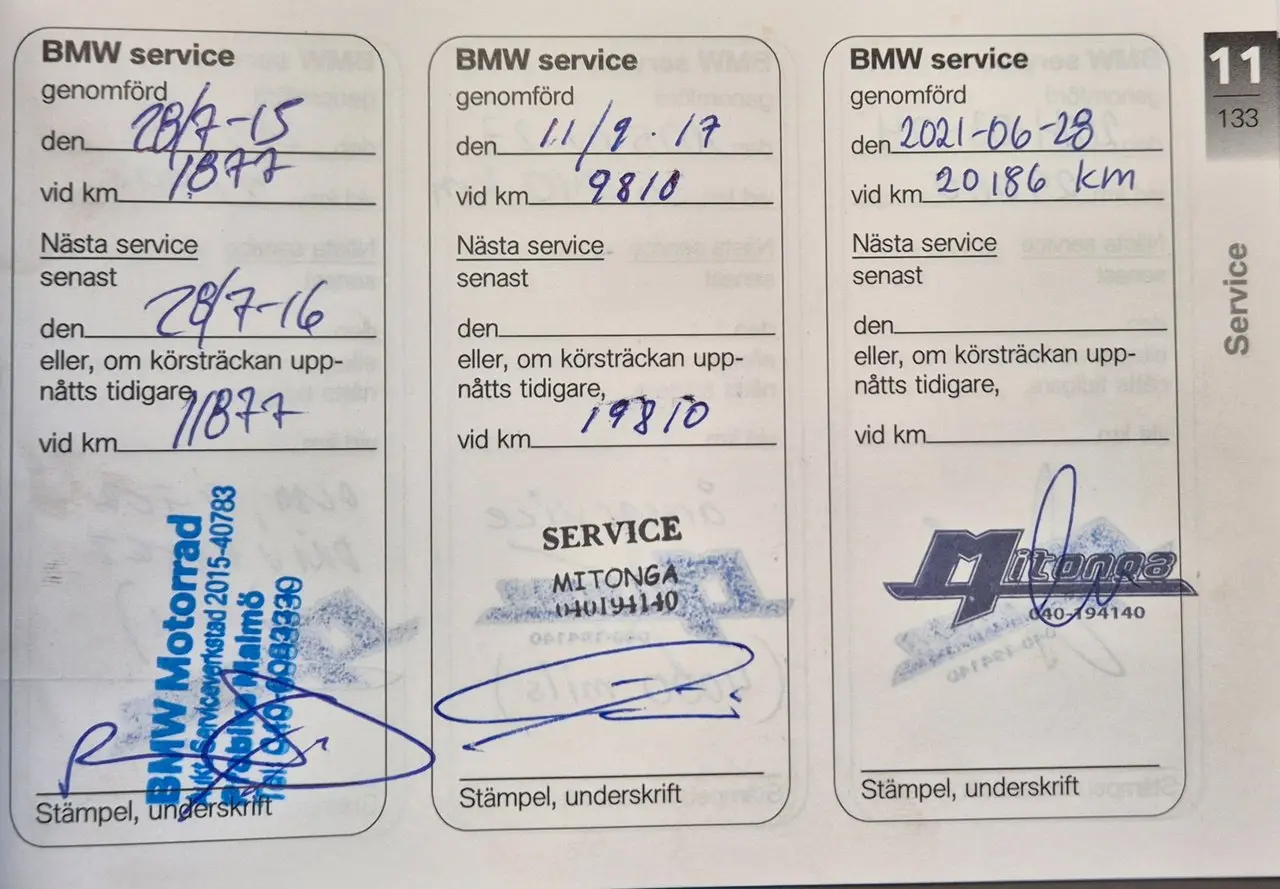 BMW service
genomförd
den 28/7-15
vid km 1877
Nästa service
senast
den 28/7-16
eller, om körsträckan upp-
nåtts tidigare,
vid km 11877
BMW Motorrad
Serviceverkstad 2015-40783
Malmö
Stämpel, underskrift
BMW service
genomförd
den 11/9.17
vid km 9810
Nästa service
senast
den
eller, om körsträckan upp-
nåtts tidigare,
vid km 19810
SERVICE
MITONGA
040194140
Stämpel, underskrift
BMW service
genomförd
den 2021-06-28
vid km 20186 km
Nästa service
senast
den
eller, om körsträckan upp-
nåtts tidigare,
vid km
Mitonga
040-194140
Stämpel, underskrift
11
133
Service